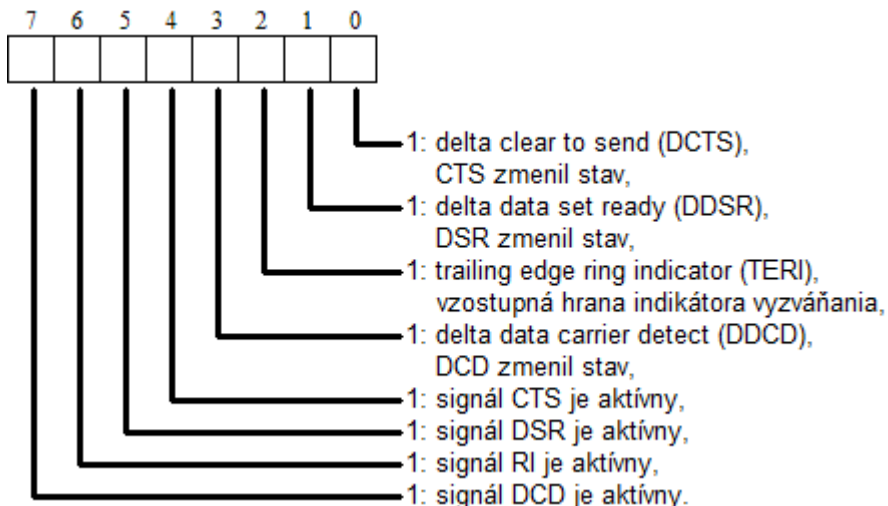 7 6 5 4 3 2 1 0
1: delta clear to send (DCTS),
CTS zmenil stav,
1: delta data set ready (DDSR),
DSR zmenil stav,
1: trailing edge ring indicator (TERI),
vzostupná hrana indikátora vyzváňania,
1: delta data carrier detect (DDCD),
DCD zmenil stav,
1: signál CTS je aktívny,
1: signál DSR je aktívny,
1: signál RI je aktívny,
1: signál DCD je aktívny.